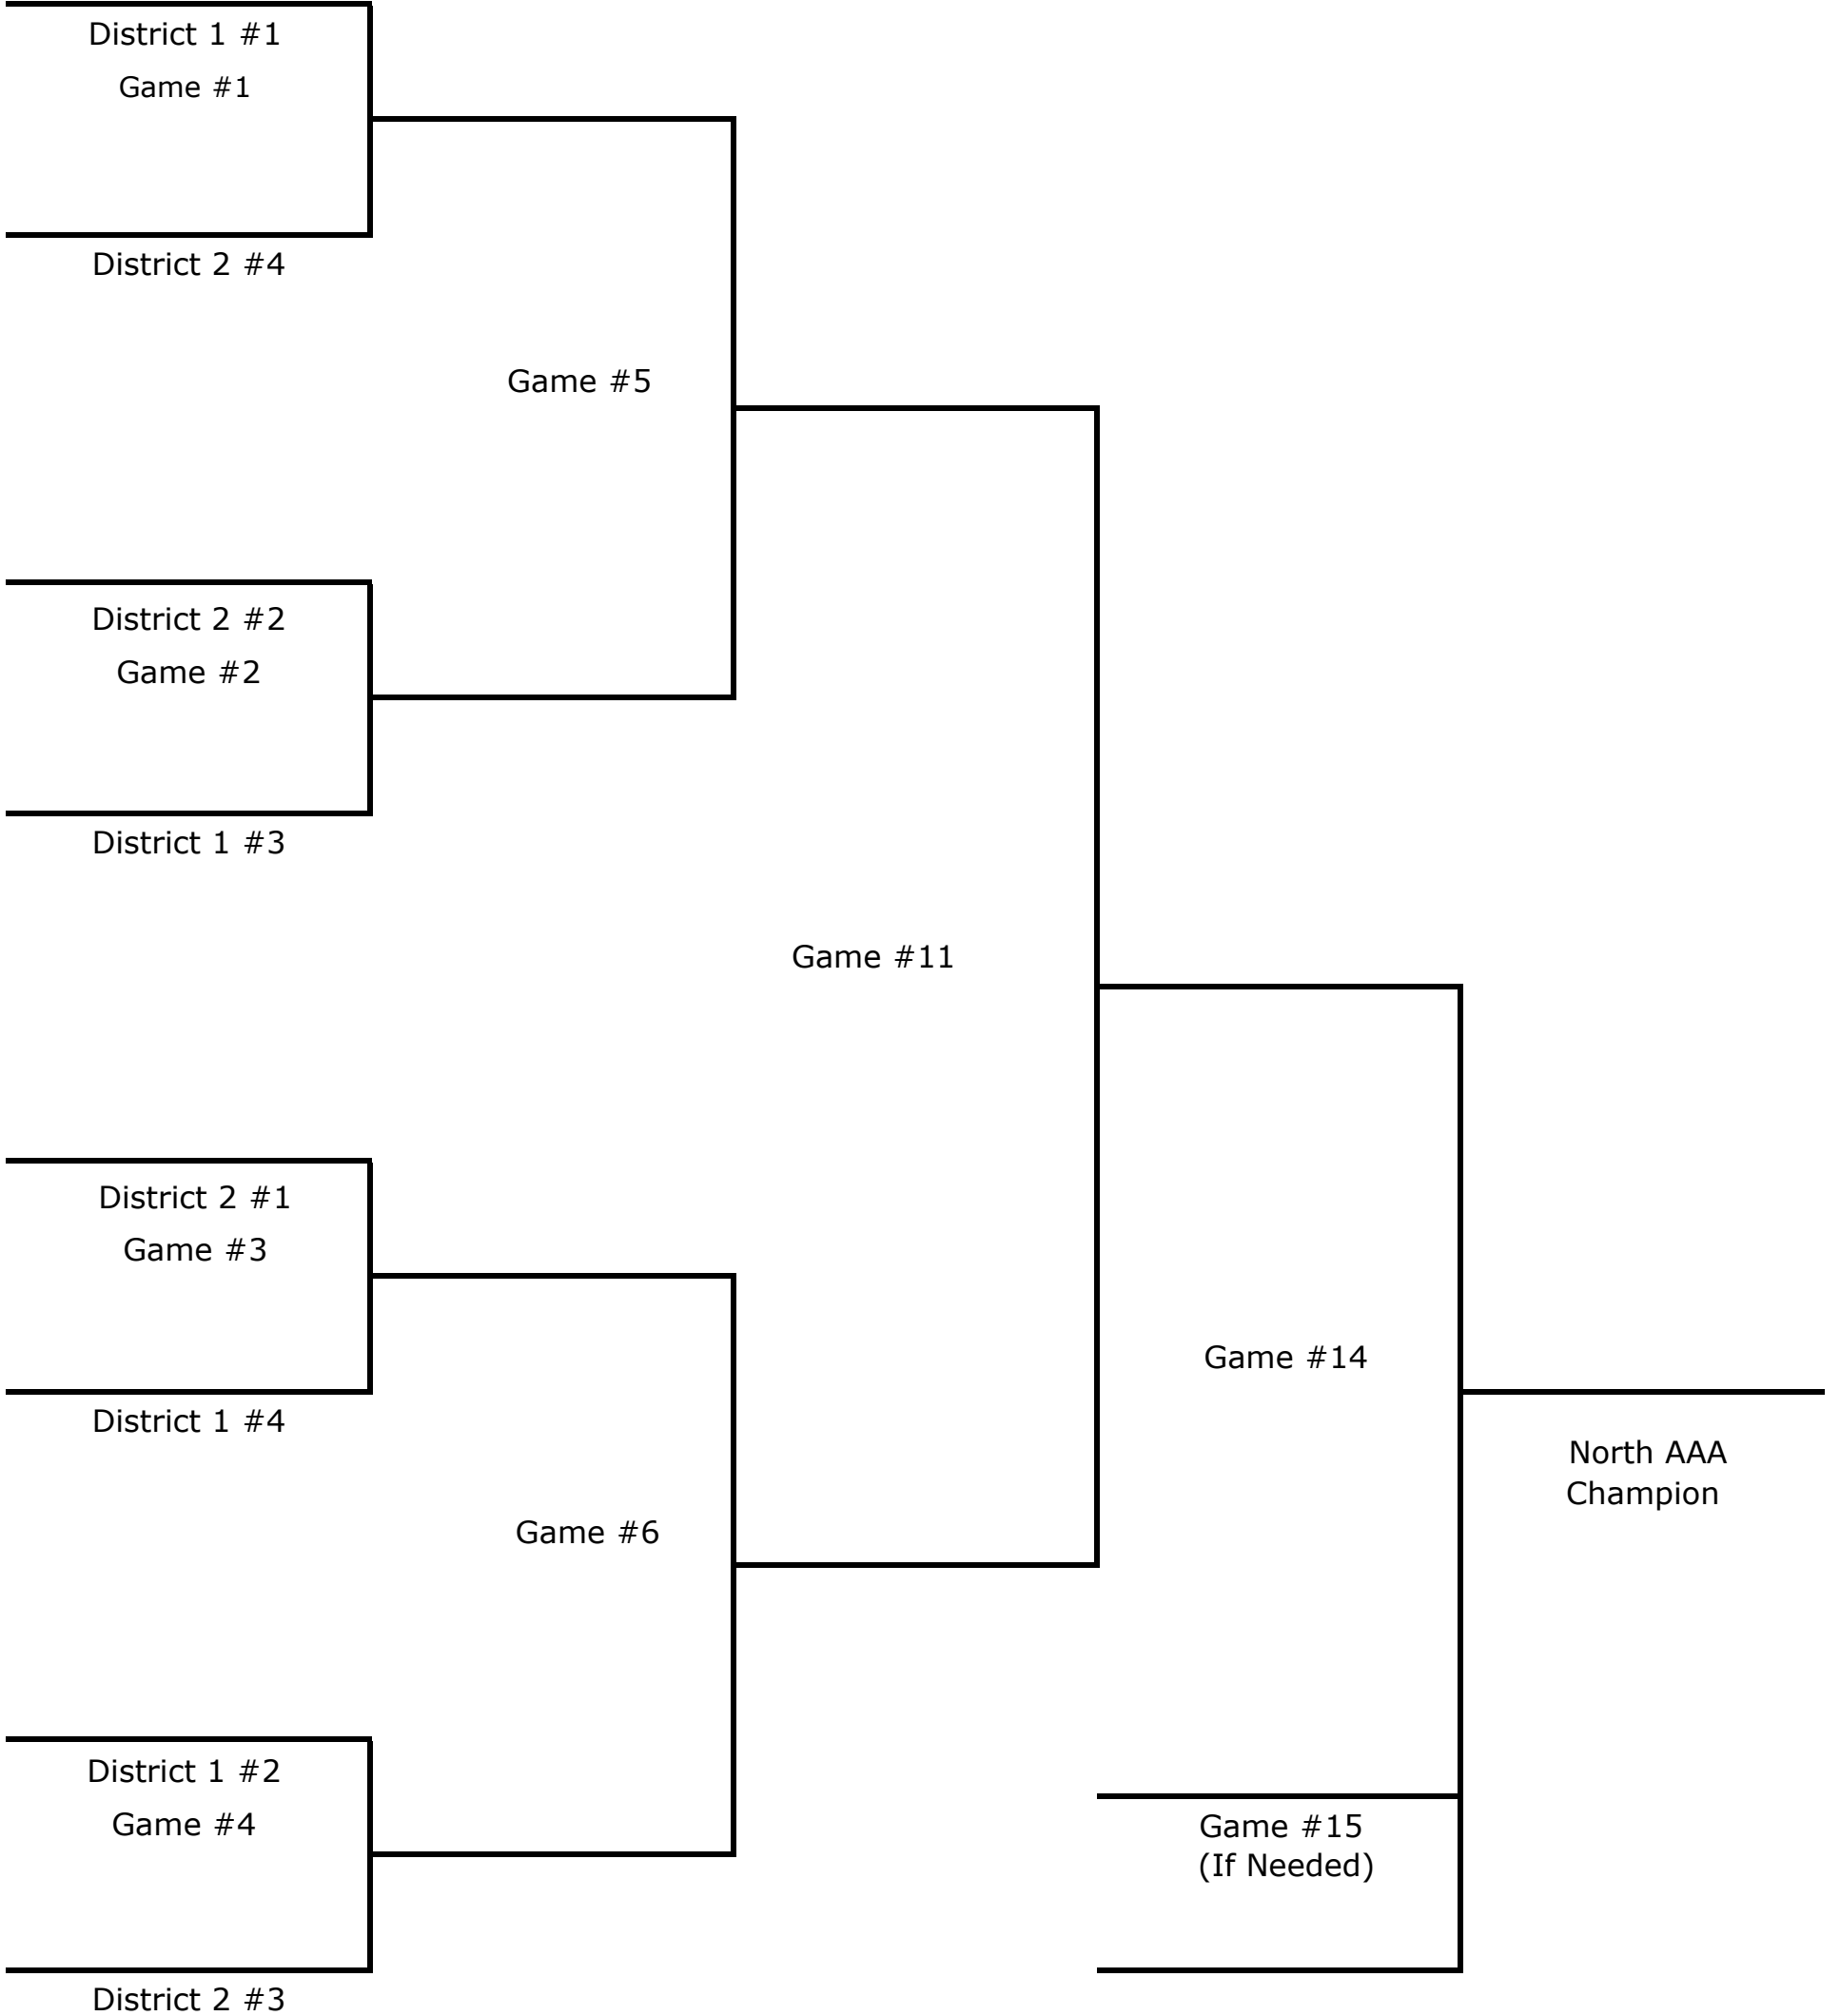 District 1 #1
Game #1
District 2 #4
Game #5
District 2 #2
Game #2
District 1 #3
Game #11
District 2 #1
Game #3
District 1 #4
Game #14
North AAA
Champion
Game #6
District 1 #2
Game #4
Game #15
(If Needed)
District 2 #3